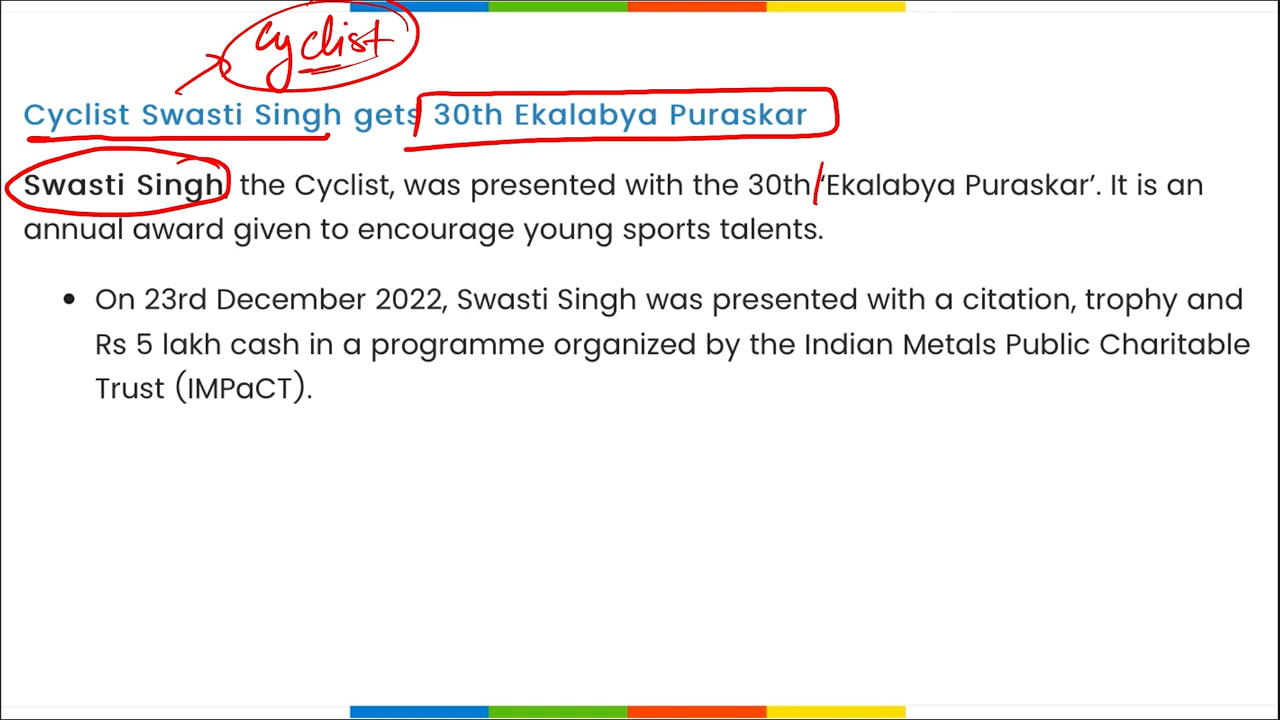 cyclist
Cyclist Swasti Singh gets 30th Ekalabya Puraskar
Swasti Singh, the Cyclist, was presented with the 30th 'Ekalabya Puraskar'. It is an
annual award given to encourage young sports talents.
• On 23rd December 2022, Swasti Singh was presented with a citation, trophy and
Rs 5 lakh cash in a programme organized by the Indian Metals Public Charitable
Trust (IMPaCT).